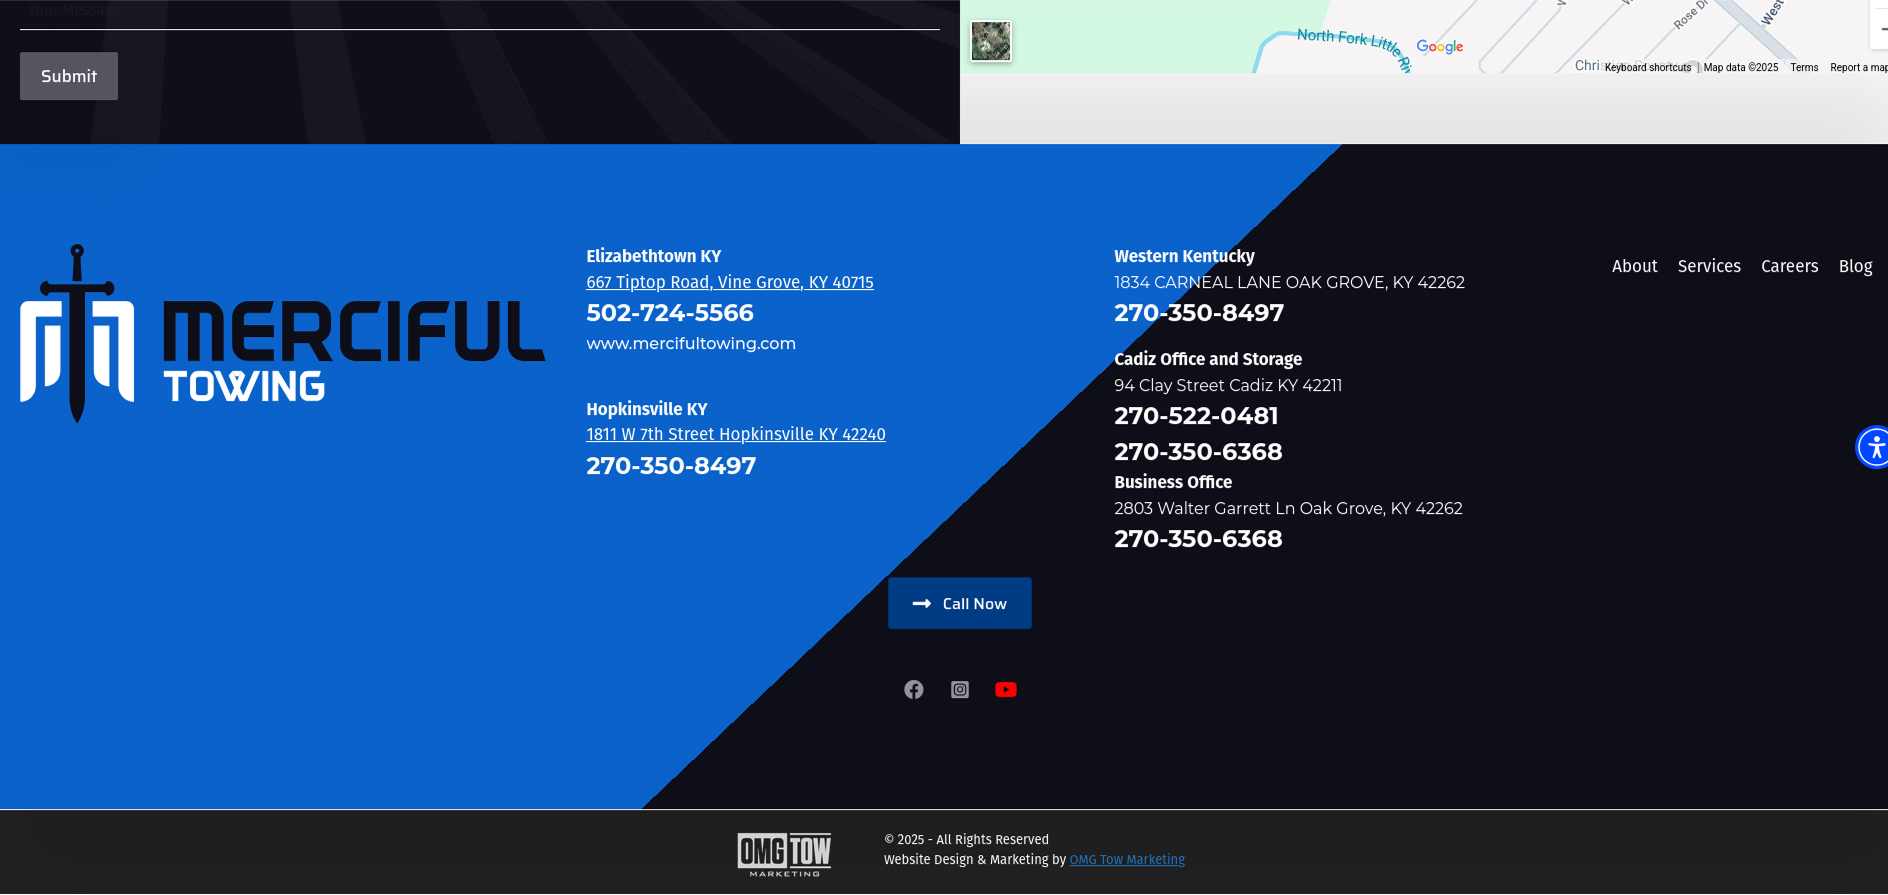 Your Message
Submit
North Fork Little Riv
Google
Rose Dr
West
Keyboard shortcuts
Map data ©2025
Terms
Report a map
MERCIFUL
TOWING
Elizabethtown KY
667 Tiptop Road, Vine Grove, KY 40715
502-724-5566
www.mercifultowing.com
Hopkinsville KY
1811 W 7th Street Hopkinsville KY 42240
270-350-8497
Western Kentucky
1834 CARNEAL LANE OAK GROVE, KY 42262
270-350-8497
Cadiz Office and Storage
94 Clay Street Cadiz KY 42211
270-522-0481
270-350-6368
Business Office
2803 Walter Garrett Ln Oak Grove, KY 42262
270-350-6368
About Services Careers Blog
Call Now
OMG TOW
MARKETING
© 2025 - All Rights Reserved
Website Design & Marketing by OMG Tow Marketing